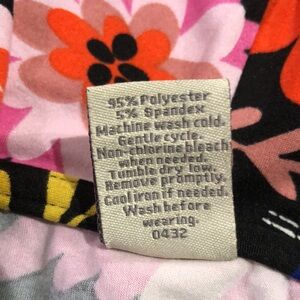 95% Polyester
5% Spandex
Machine wash cold.
Gentle cycle.
Non-chlorine bleach
when needed.
Tumble dry low.
Remove promptly.
Cool iron if needed.
Wash before
wearing.
0432